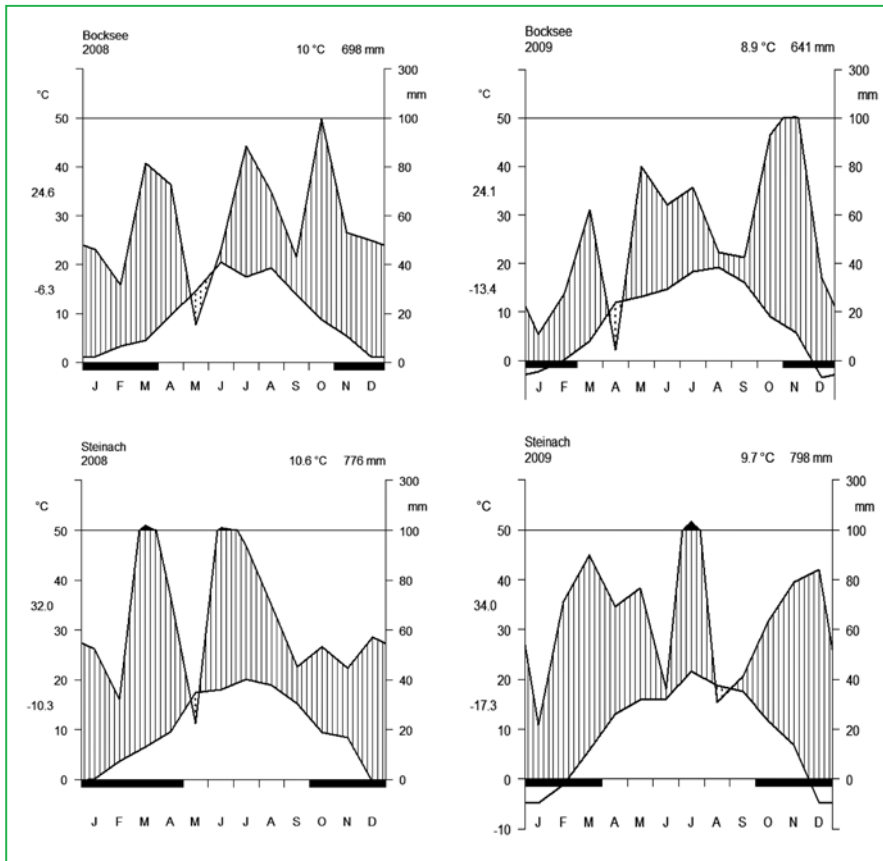 Bocksee
2008 10 °C 698 mm
300
°C mm
50 100
40 80
24.6
30 60
20 40
-6.3
10 20
0 0
J F M A M J J A S O N D
Bocksee
2009 8.9 °C 641 mm
300
°C mm
50 100
40 80
24.1
30 60
20 40
-13.4
10 20
0 0
J F M A M J J A S O N D
Steinach
2008 10.6 °C 776 mm
300
°C mm
50 100
40 80
32.0
30 60
20 40
-10.3
10 20
0 0
J F M A M J J A S O N D
Steinach
2009 9.7 °C 798 mm
300
°C mm
50 100
40 80
34.0
30 60
20 40
-17.3
10 20
0 0
-10
J F M A M J J A S O N D